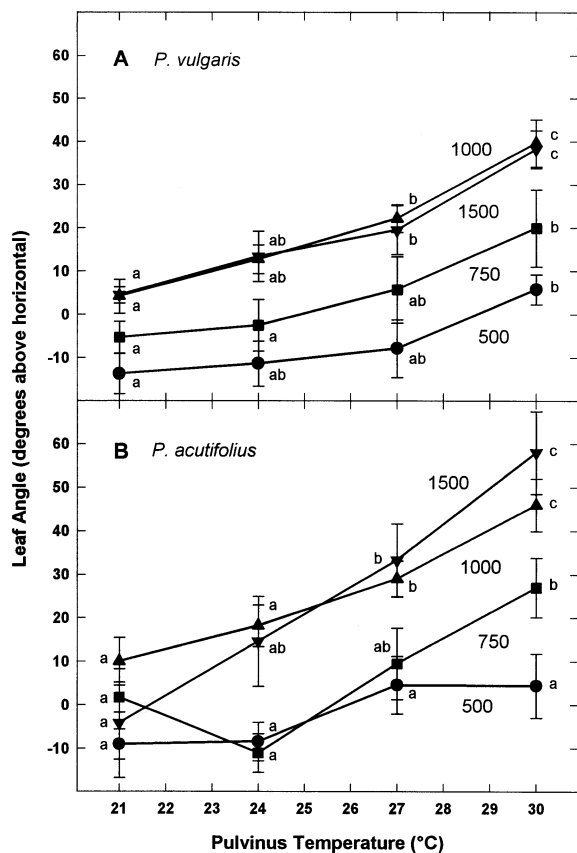 A P. vulgaris
60
50
40
30
20
10
0
-10
1000
1500
750
500
a
a
a
a
ab
ab
a
ab
b
b
ab
ab
c
c
b
b
B P. acutifolius
60
50
40
30
20
10
0
-10
1500
1000
750
500
a
a
a
a
a
ab
a
a
b
b
ab
a
c
c
b
a
21 22 23 24 25 26 27 28 29 30
Pulvinus Temperature (°C)
Leaf Angle (degrees above horizontal)